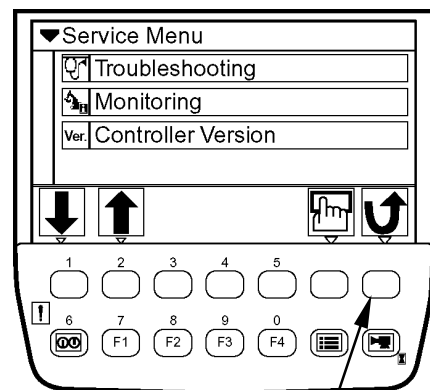 Service Menu
Troubleshooting
Monitoring
Ver. Controller Version
1 2 3 4 5
!
6 7 8 9 0
F1 F2 F3 F4